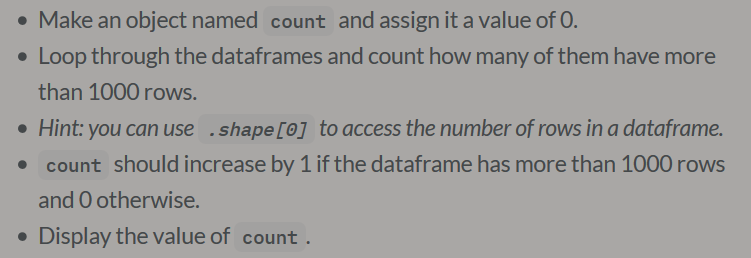 • Make an object named count and assign it a value of 0.
• Loop through the dataframes and count how many of them have more
than 1000 rows.
• Hint: you can use .shape[0] to access the number of rows in a dataframe.
• count should increase by 1 if the dataframe has more than 1000 rows
and 0 otherwise.
• Display the value of count.